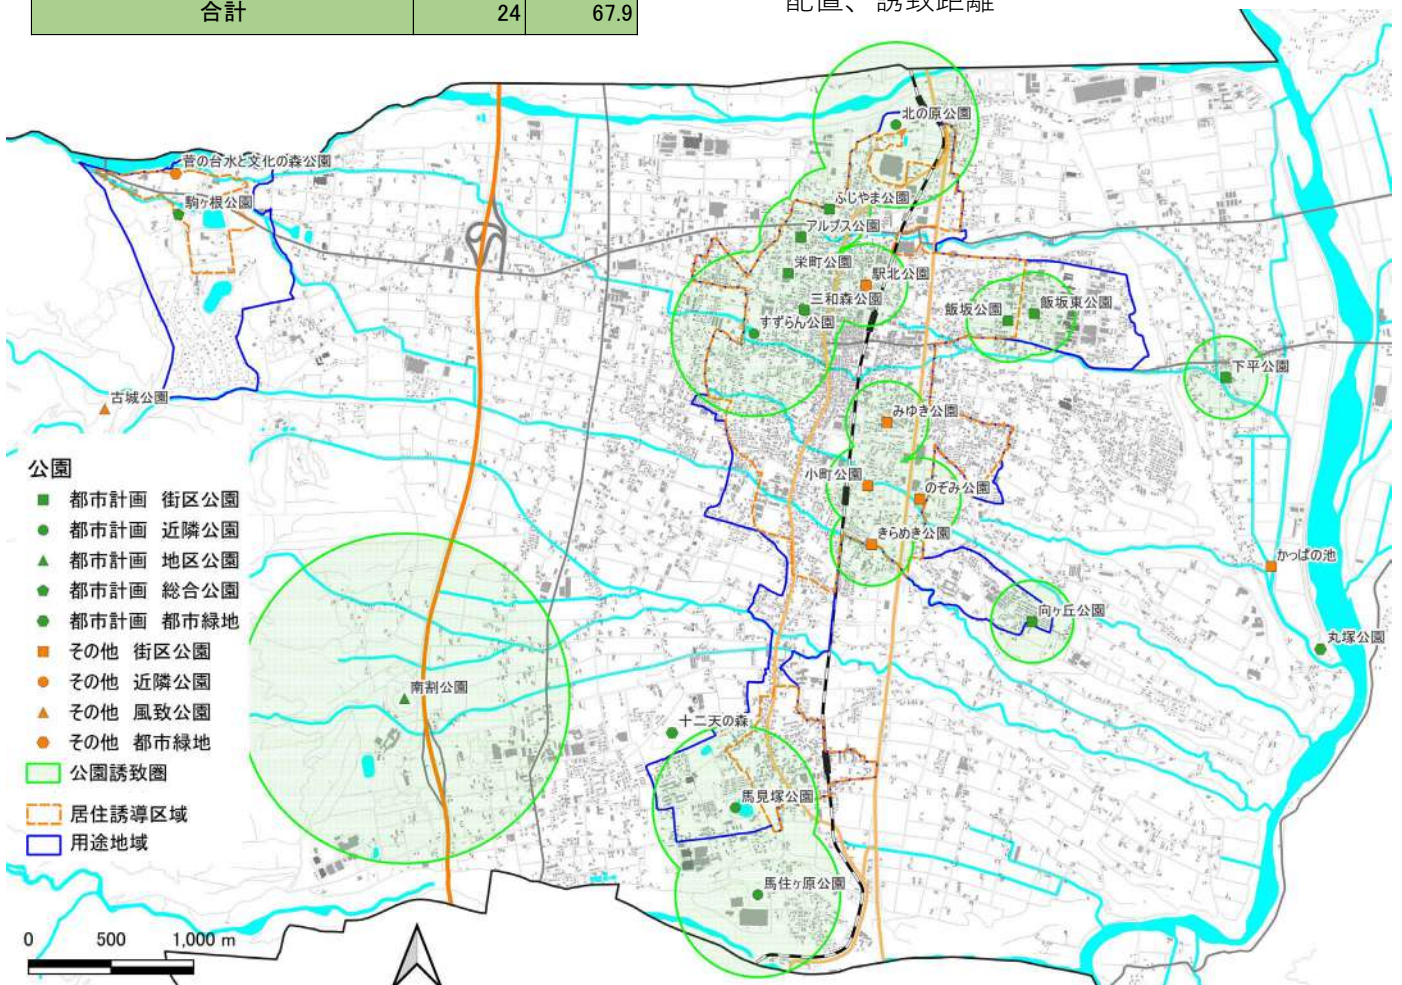 合計 24 67.9
配置、誘致距離
北の原公園
菅の台水と文化の森公園
駒ヶ根公園
ふじやま公園
アルプス公園
栄町公園
駅北公園
三和森公園
すずらん公園
飯坂公園
飯坂東公園
下平公園
古城公園
みゆき公園
小町公園
のぞみ公園
きらめき公園
かっぱの池
向ヶ丘公園
丸塚公園
南割公園
十二天の森
馬見塚公園
馬住ヶ原公園
公園
都市計画 街区公園
都市計画 近隣公園
都市計画 地区公園
都市計画 総合公園
都市計画 都市緑地
その他 街区公園
その他 近隣公園
その他 風致公園
その他 都市緑地
公園誘致圏
居住誘導区域
用途地域
0 500 1,000 m